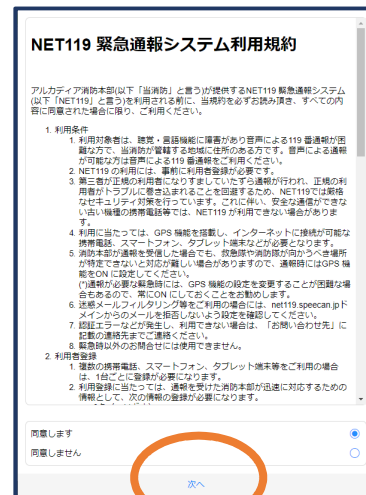 NET119 緊急通報システム利用規約
アルカディア消防本部(以下「当消防」と言う)が提供するNET119 緊急通報システム
(以下「NET119」と言う)を利用される前に、当規約を必ずお読み頂き、すべての内
容に同意された場合に限り、ご利用ください。
1. 利用条件
1. 利用対象者は、聴覚・言語機能に障害があり音声による119 番通報が困
難な方で、当消防が管轄する地域に住所のある方です。音声による通報
が可能な方は音声による119 番通報をご利用ください。
2. NET119 の利用には、事前に利用者登録が必要です。
3. 第三者が正規の利用者になりすましていたずら通報が行われ、正規の利
用者がトラブルに巻き込まれることを回避するため、NET119では厳格
なセキュリティ対策を行っています。これに伴い、安全な通信ができな
い古い機種の携帯電話等では、NET119 が利用できない場合がありま
す。
4. 利用に当たっては、GPS 機能を搭載し、インターネットに接続が可能な
携帯電話、スマートフォン、タブレット端末などが必要となります。
5. 消防本部が通報を受信した場合でも、救急隊や消防隊が向かうべき場所
が特定できないと対応が難しい場合がありますので、通報時にはGPS 機
能をON に設定してください。
(*)通報が必要な緊急時には、GPS 機能の設定を変更することが困難な場
合もあるので、常にON にしておくことをお勧めします。
6. 迷惑メールフィルタリング等をご利用の場合には、net119.speecan.jpド
メインからのメールを拒否しないよう設定を確認してください。
7. 認証エラーなどが発生し、利用できない場合は、「お問い合わせ先」に
記載の連絡先までご連絡ください。
8. 緊急時以外のお問合せには使用できません。
2. 利用者登録
1. 複数の携帯電話、スマートフォン、タブレット端末等をご利用の場合
は、1台ごとに登録が必要になります。
2. 利用登録に当たっては、通報を受けた消防本部が迅速に対応するための
情報として、次の情報の登録が必要になります。
同意します
同意しません
次へ